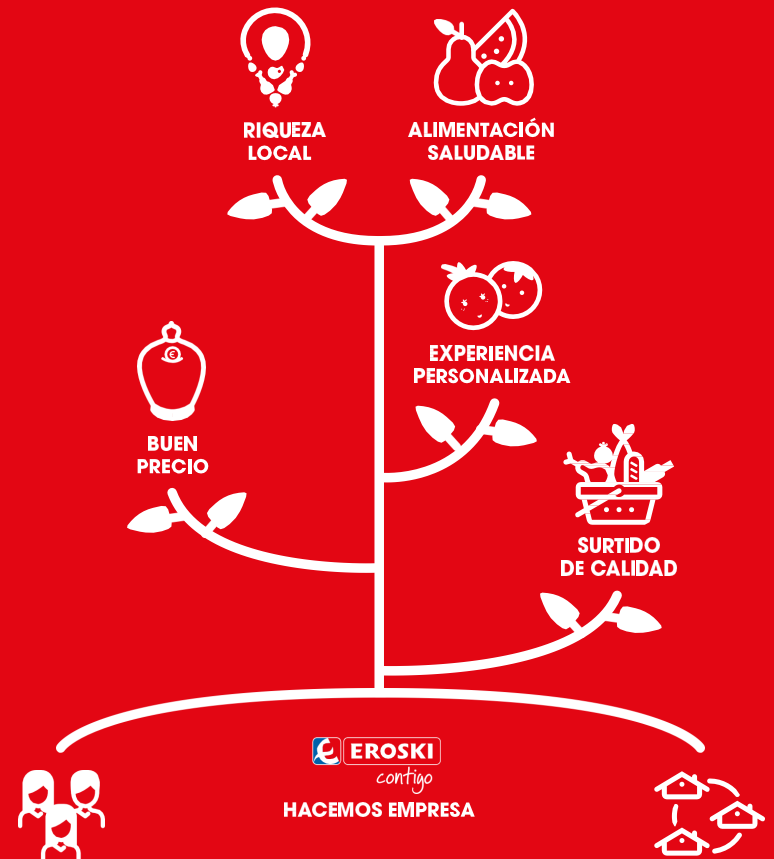 RIQUEZA
LOCAL
ALIMENTACIÓN
SALUDABLE
EXPERIENCIA
PERSONALIZADA
BUEN
PRECIO
SURTIDO
DE CALIDAD
EROSKI
contigo
HACEMOS EMPRESA